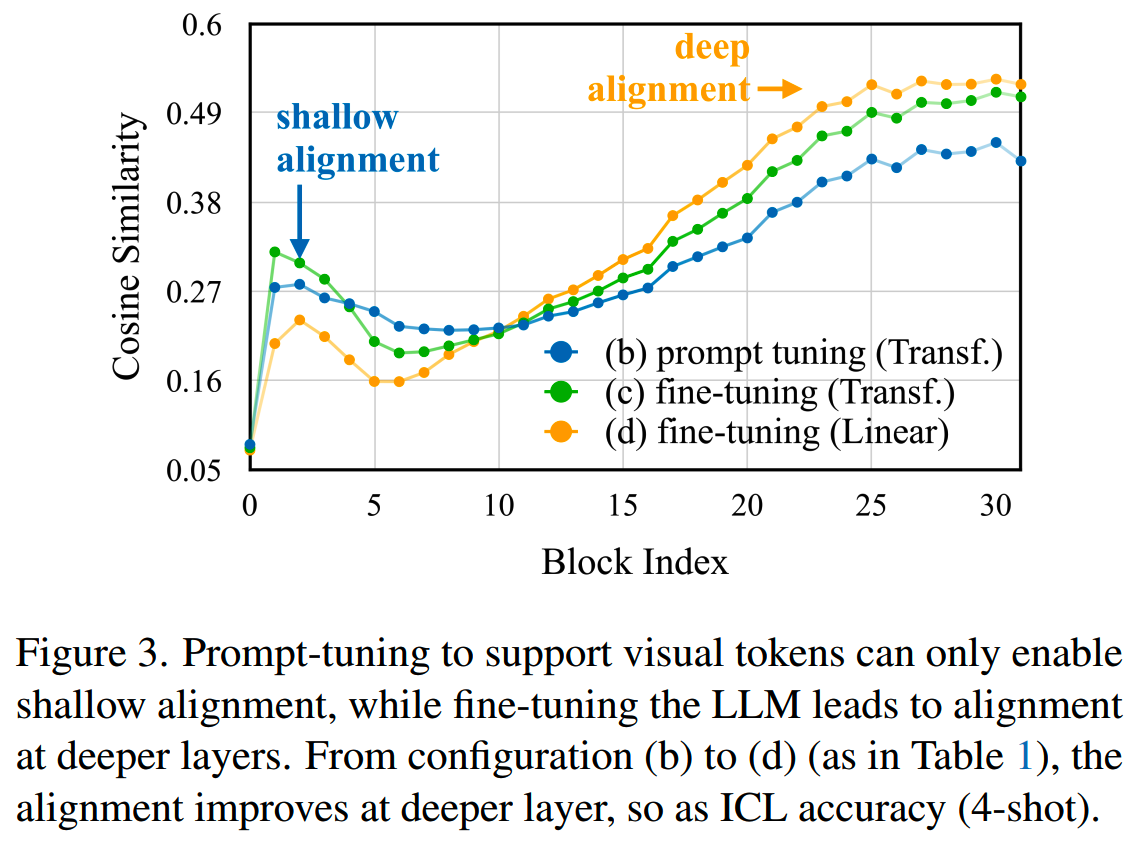 0.6
0.49
0.38
0.27
0.16
0.05
Cosine Similarity
shallow
alignment
deep
alignment
(b) prompt tuning (Transf.)
(c) fine-tuning (Transf.)
(d) fine-tuning (Linear)
0 5 10 15 20 25 30
Block Index
Figure 3. Prompt-tuning to support visual tokens can only enable
shallow alignment, while fine-tuning the LLM leads to alignment
at deeper layers. From configuration (b) to (d) (as in Table 1), the
alignment improves at deeper layer, so as ICL accuracy (4-shot).